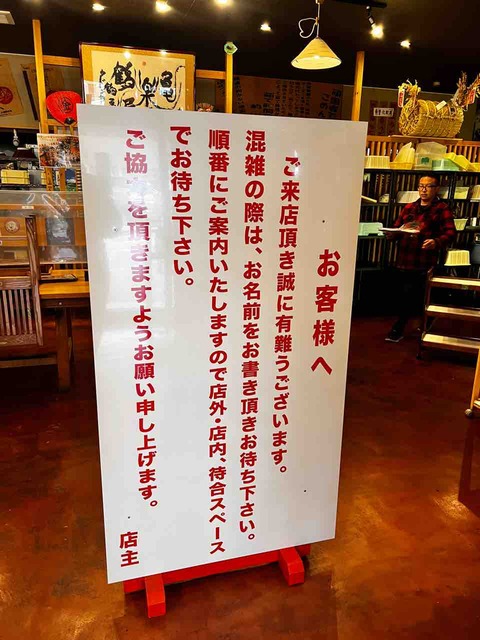 お客様へ
ご来店頂き誠に有難うございます。
混雑の際は、お名前をお書き頂きお待ち下さい。
順番にご案内いたしますので店外・店内、待合スペース
でお待ち下さい。
ご協力を頂きますようお願い申し上げます。
店主